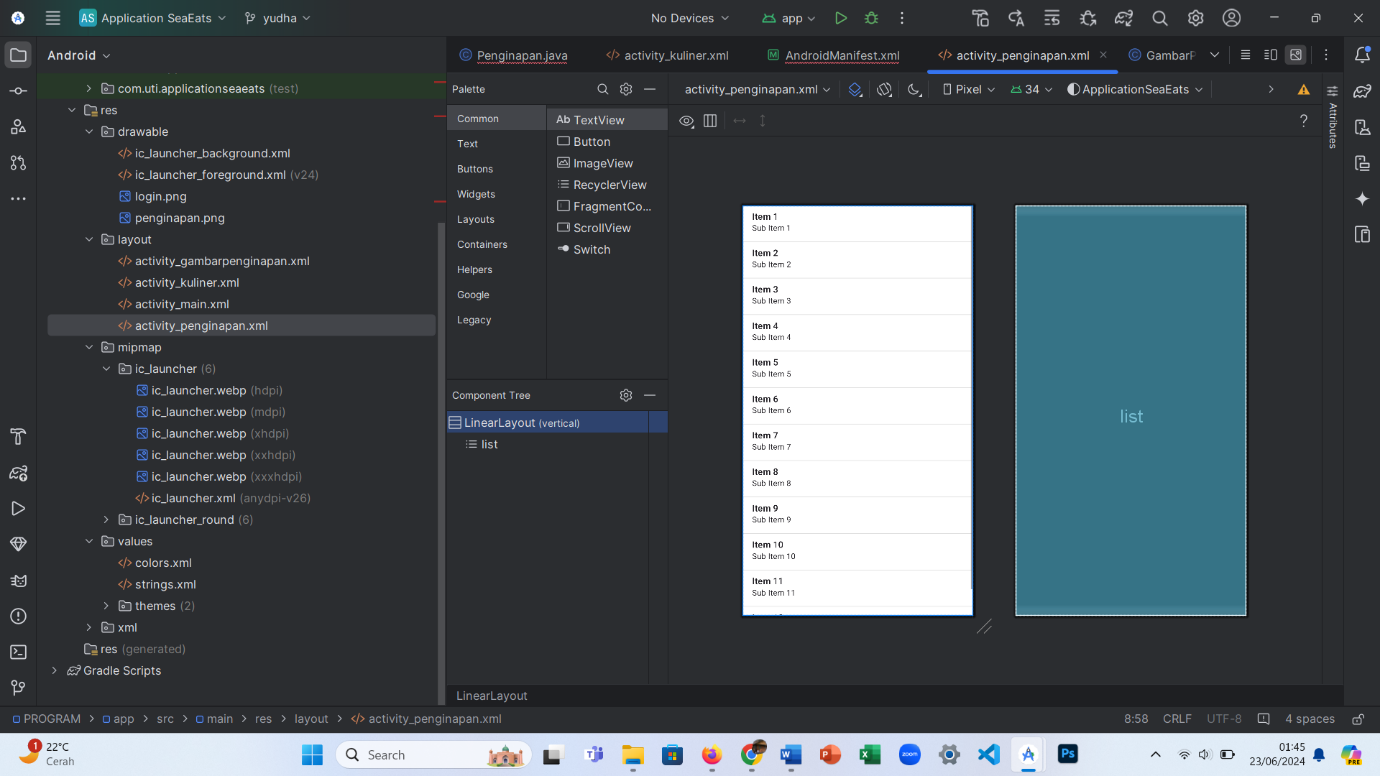 AS Application SeaEats
yudha
No Devices
app
Android
com.uti.applicationseaeats (test)
res
drawable
ic_launcher_background.xml
ic_launcher_foreground.xml (v24)
login.png
penginapan.png
layout
activity_gambarpenginapan.xml
activity_kuliner.xml
activity_main.xml
activity_penginapan.xml
mipmap
ic_launcher (6)
ic_launcher.webp (hdpi)
ic_launcher.webp (mdpi)
ic_launcher.webp (xhdpi)
ic_launcher.webp (xxhdpi)
ic_launcher.webp (xxxhdpi)
ic_launcher.xml (anydpi-v26)
ic_launcher_round (6)
values
colors.xml
strings.xml
themes (2)
xml
res (generated)
Gradle Scripts
Penginapan.java
activity_kuliner.xml
AndroidManifest.xml
activity_penginapan.xml
GambarP
Palette
Common
Text
Buttons
Widgets
Layouts
Containers
Helpers
Google
Legacy
Ab TextView
Button
ImageView
RecyclerView
FragmentCo...
ScrollView
Switch
Component Tree
LinearLayout (vertical)
list
activity_penginapan.xml
Pixel
34
ApplicationSeaEats
?
Attributes
Item 1
Sub Item 1
Item 2
Sub Item 2
Item 3
Sub Item 3
Item 4
Sub Item 4
Item 5
Sub Item 5
Item 6
Sub Item 6
Item 7
Sub Item 7
Item 8
Sub Item 8
Item 9
Sub Item 9
Item 10
Sub Item 10
Item 11
Sub Item 11
list
LinearLayout
PROGRAM > app > src > main > res > layout > activity_penginapan.xml
8:58 CRLF UTF-8 4 spaces
1
22°C
Cerah
Search
zoom
Ps
01:45
23/06/2024
PRE